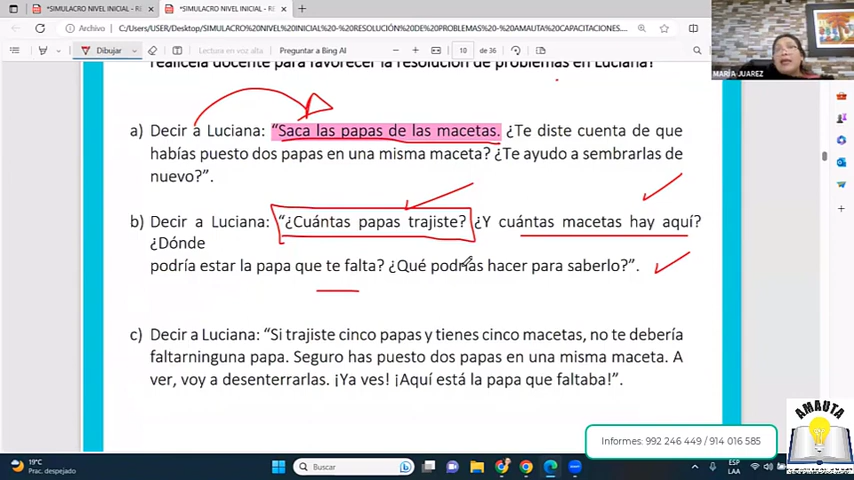 *SIMULACRO NIVEL INICIAL - RESOL
*SIMULACRO NIVEL INICIAL - RESOL
Archivo
C:/Users/USER/Desktop/SIMULACRO%20NIVEL%20INICIAL%20-%20RESOLUCIÓN%20DE%20PROBLEMAS%20-%20AMAUTA%20CAPACITACIONES....
Dibujar
Lectura en voz alta
Preguntar a Bing AI
10 de 36
MARÍA JUAREZ
realicela docente para favorecer la resolución de problemas en Luciana?
a) Decir a Luciana: "Saca las papas de las macetas. ¿Te diste cuenta de que
habías puesto dos papas en una misma maceta? ¿Te ayudo a sembrarlas de
nuevo?".
b) Decir a Luciana: "¿Cuántas papas trajiste? ¿Y cuántas macetas hay aquí?
¿Dónde
podría estar la papa que te falta? ¿Qué podrías hacer para saberlo?".
c) Decir a Luciana: "Si trajiste cinco papas y tienes cinco macetas, no te debería
faltarninguna papa. Seguro has puesto dos papas en una misma maceta. A
ver, voy a desenterrarlas. ¡Ya ves! ¡Aquí está la papa que faltaba!".
AMAUTA
Informes: 992 246 449 / 914 016 585
19°C
Prac. despejado
Buscar
ESP
LAA